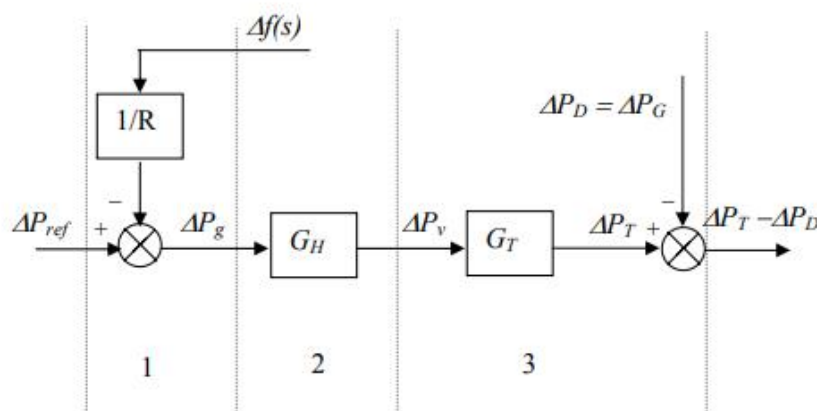 Δf(s)
1/R
ΔP_D = ΔP_G
−
−
ΔP_ref
+
ΔP_g
G_H
ΔP_v
G_T
ΔP_T
+
ΔP_T −ΔP_D
1
2
3